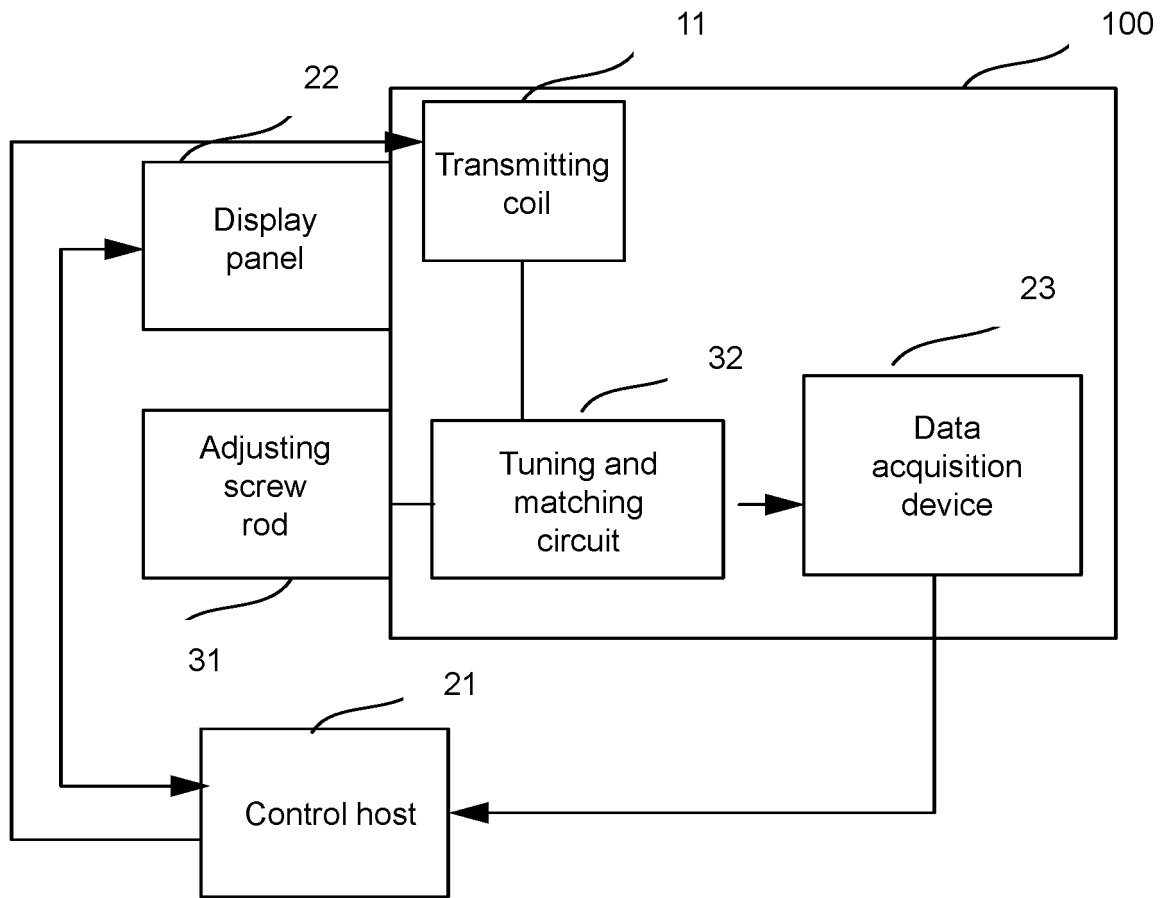 11
100
22
Transmitting
coil
Display
panel
23
32
Adjusting
screw
rod
Tuning and
matching
circuit
Data
acquisition
device
31
21
Control host